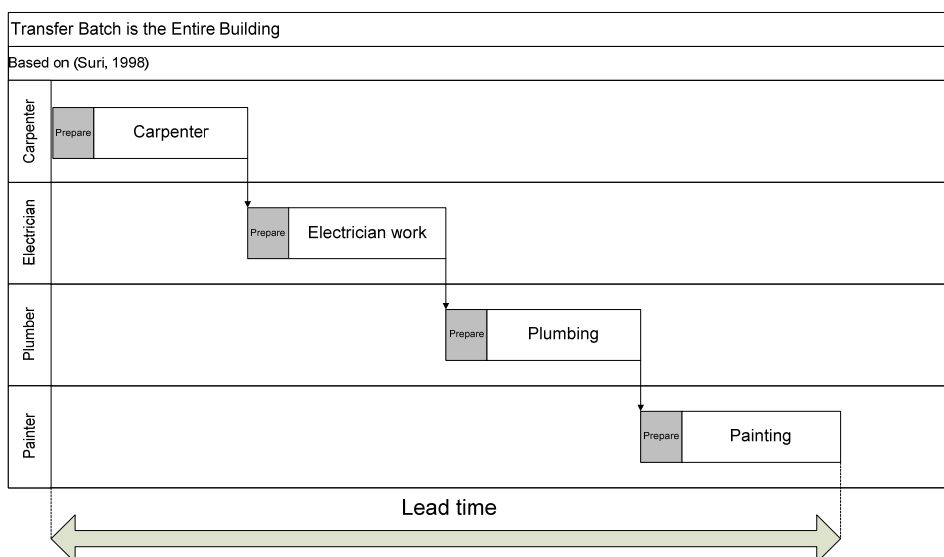 Transfer Batch is the Entire Building
Based on (Suri, 1998)
Carpenter
Prepare
Carpenter
Electrician
Prepare
Electrician work
Plumber
Prepare
Plumbing
Painter
Prepare
Painting
Lead time